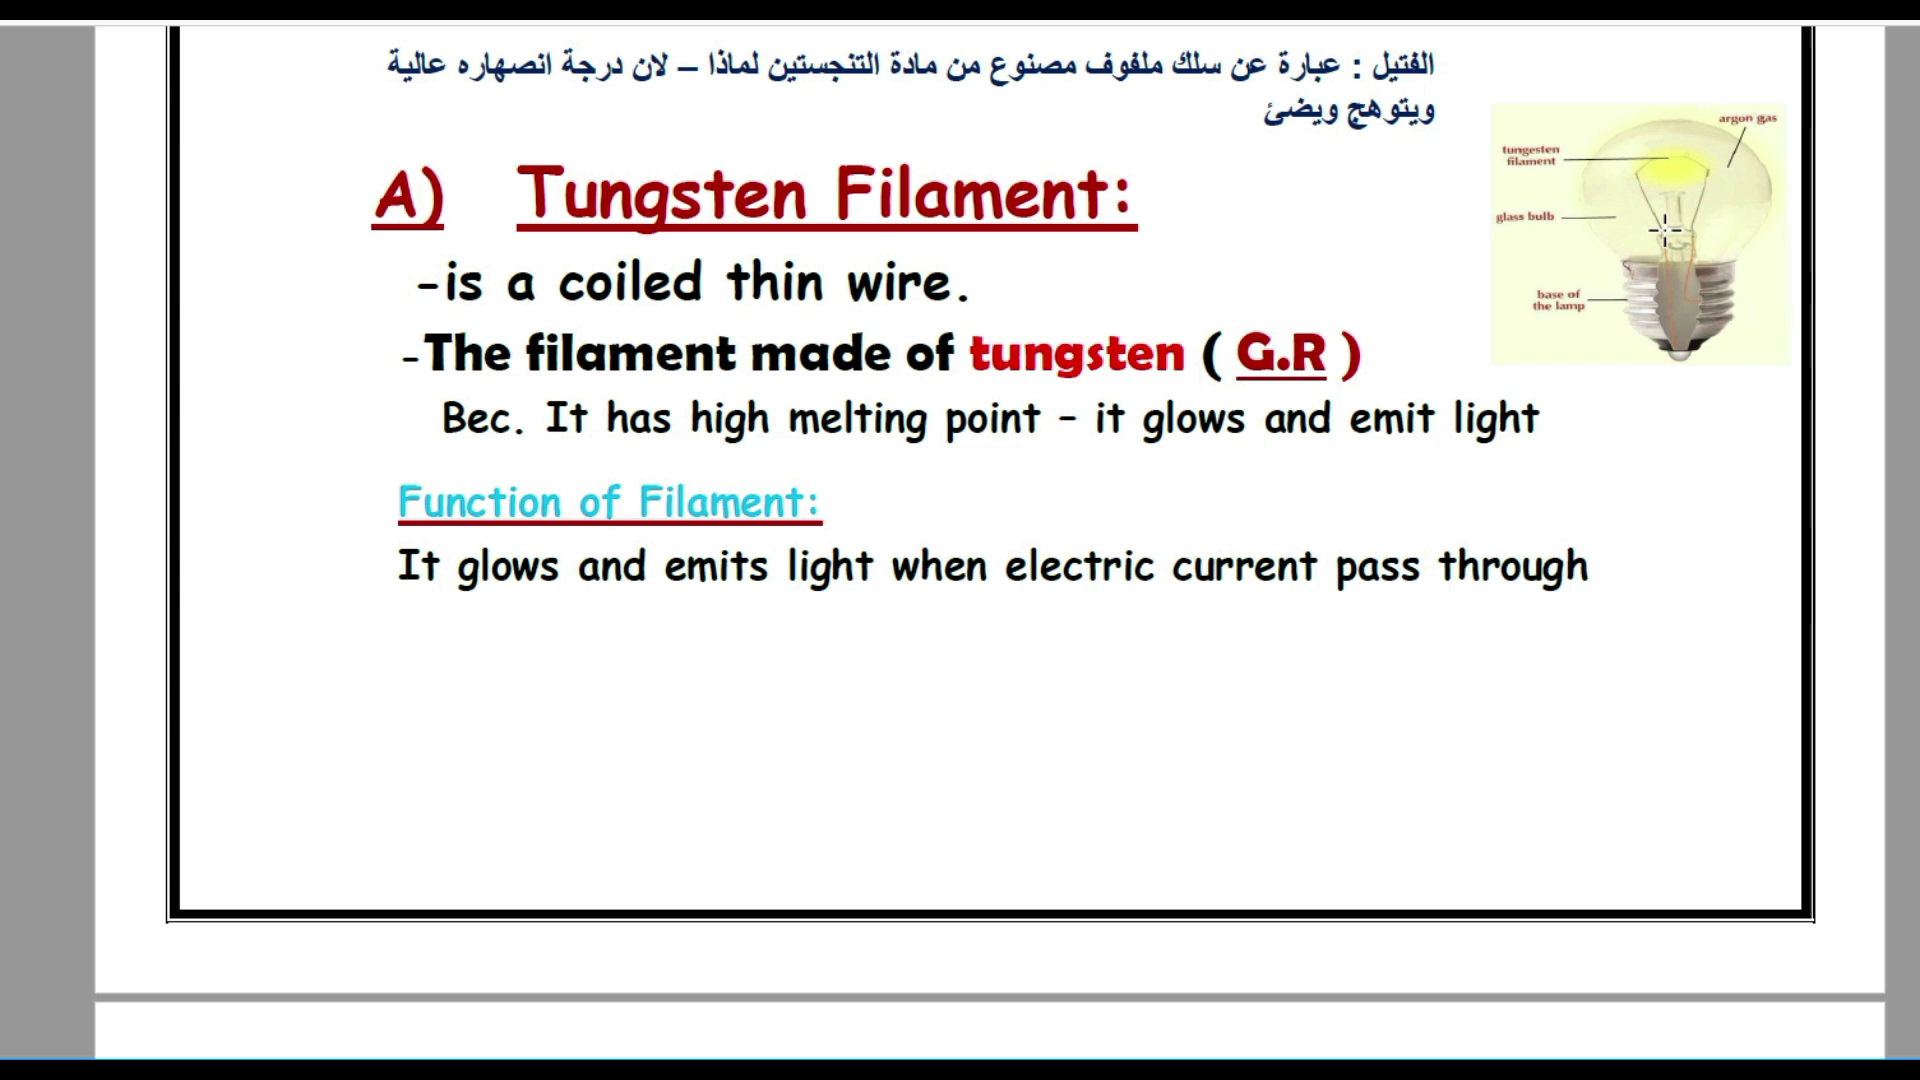 الفتيل : عبارة عن سلك ملفوف مصنوع من مادة التنجستين لماذا – لان درجة انصهاره عالية
ويتوهج ويضئ
A) Tungsten Filament:
-is a coiled thin wire.
-The filament made of tungsten ( G.R )
Bec. It has high melting point – it glows and emit light
Function of Filament:
It glows and emits light when electric current pass through
argon gas
tungesten
filament
glass bulb
base of
the lamp